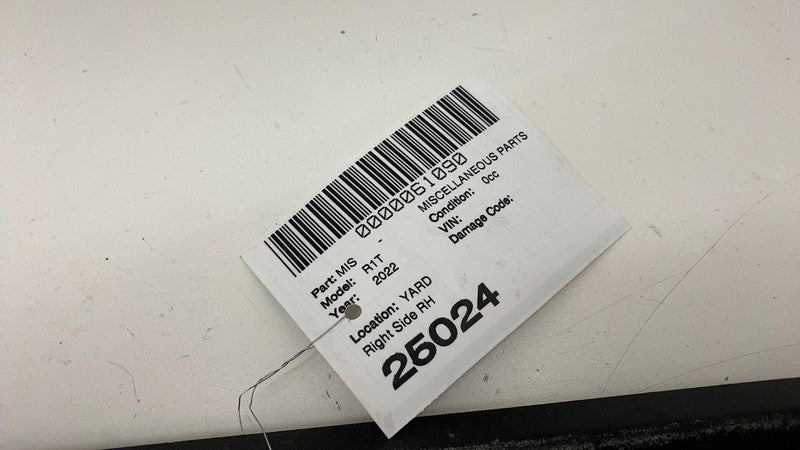 0000061090
Part: MIS - MISCELLANEOUS PARTS
Model: R1T Condition: 0cc
Year: 2022 VIN:
Damage Code:
Location: YARD
Right Side RH
25024